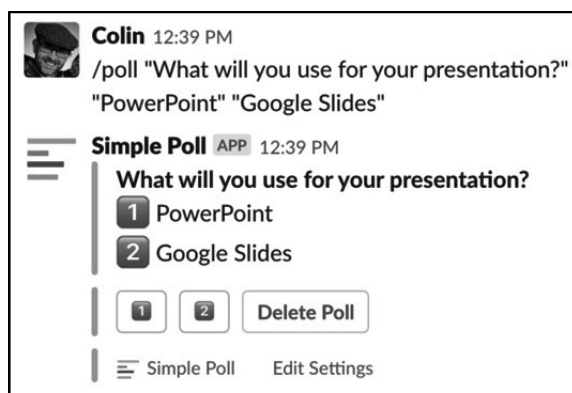 Colin 12:39 PM
/poll "What will you use for your presentation?"
"PowerPoint" "Google Slides"
Simple Poll APP 12:39 PM
What will you use for your presentation?
1 PowerPoint
2 Google Slides
1 2 Delete Poll
Simple Poll Edit Settings